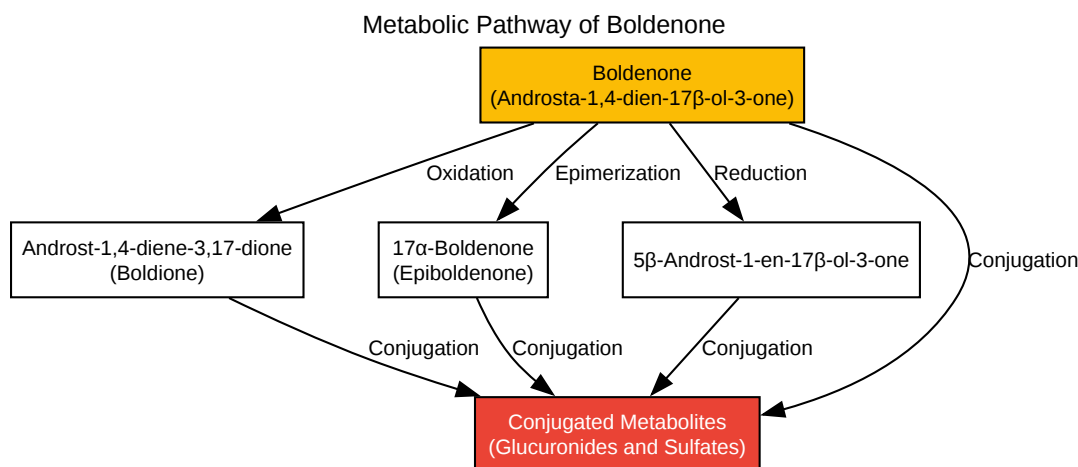 Metabolic Pathway of Boldenone
Boldenone
(Androsta-1,4-dien-17β-ol-3-one)
Oxidation
Epimerization
Reduction
Androst-1,4-diene-3,17-dione
(Boldione)
17α-Boldenone
(Epiboldenone)
5β-Androst-1-en-17β-ol-3-one
Conjugation
Conjugation
Conjugation
Conjugation
Conjugated Metabolites
(Glucuronides and Sulfates)